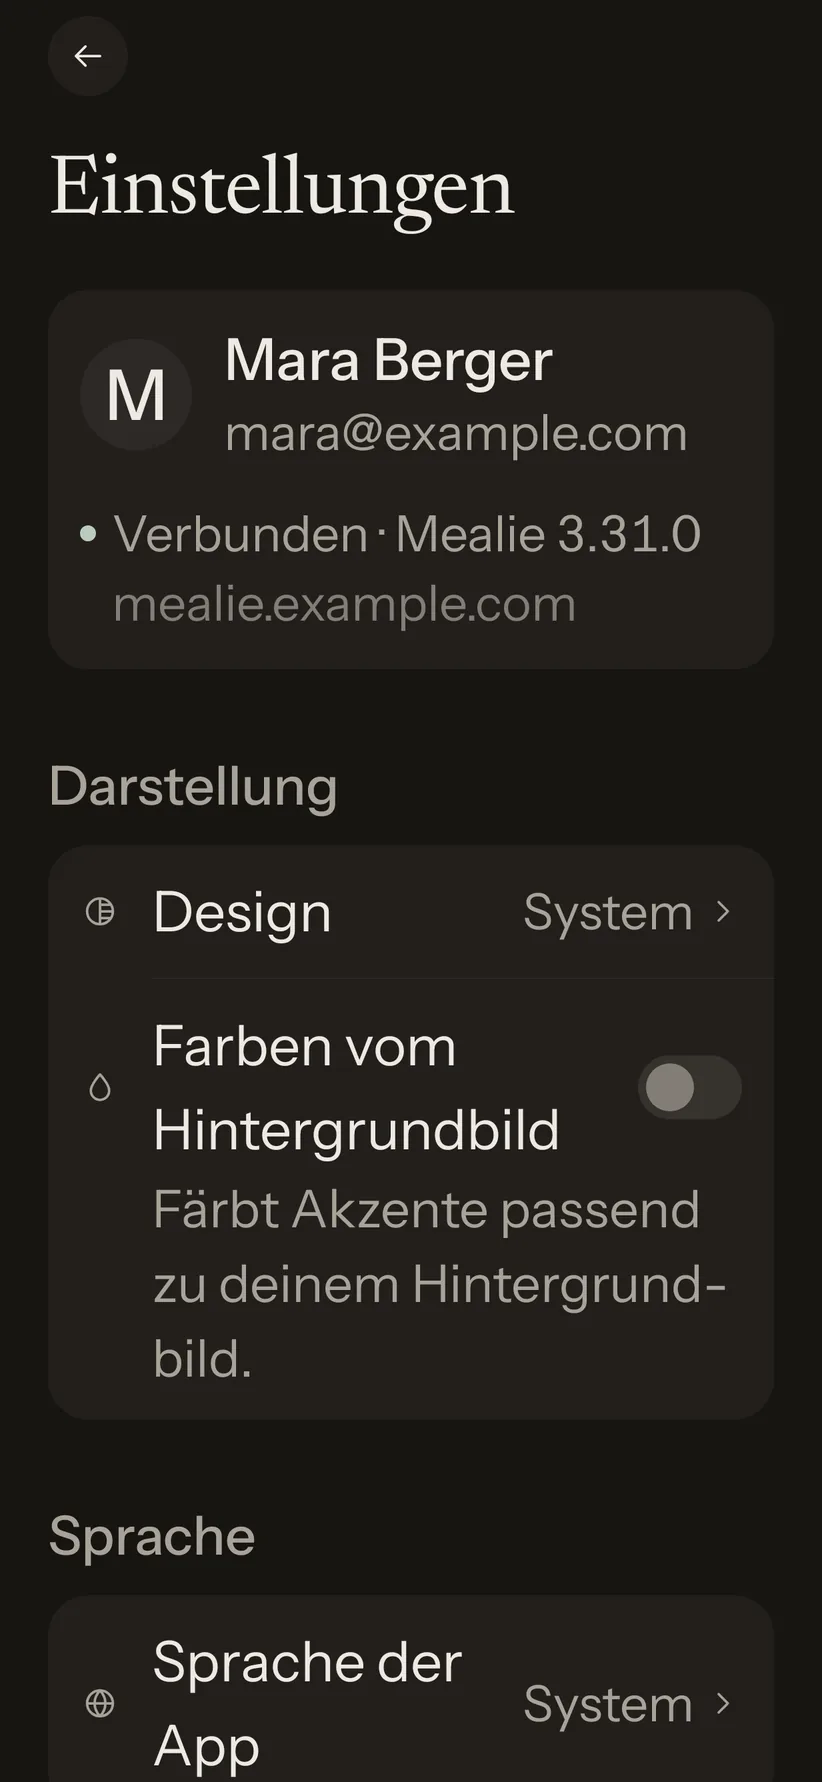 Einstellungen
M
Mara Berger
mara@example.com
Verbunden · Mealie 3.31.0
mealie.example.com
Darstellung
Design
System
Farben vom
Hintergrundbild
Färbt Akzente passend
zu deinem Hintergrund-
bild.
Sprache
Sprache der
App
System